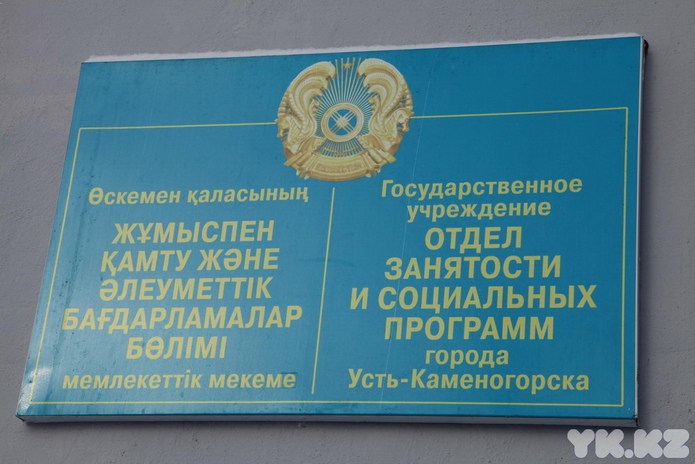 Өскемен қаласының
ЖҰМЫСПЕН
ҚАМТУ ЖӘНЕ
ӘЛЕУМЕТТІК
БАҒДАРЛАМАЛАР
БӨЛІМІ
мемлекеттік мекеме
Государственное
учреждение
ОТДЕЛ
ЗАНЯТОСТИ
И СОЦИАЛЬНЫХ
ПРОГРАММ
города
Усть-Каменогорска
YK.KZ